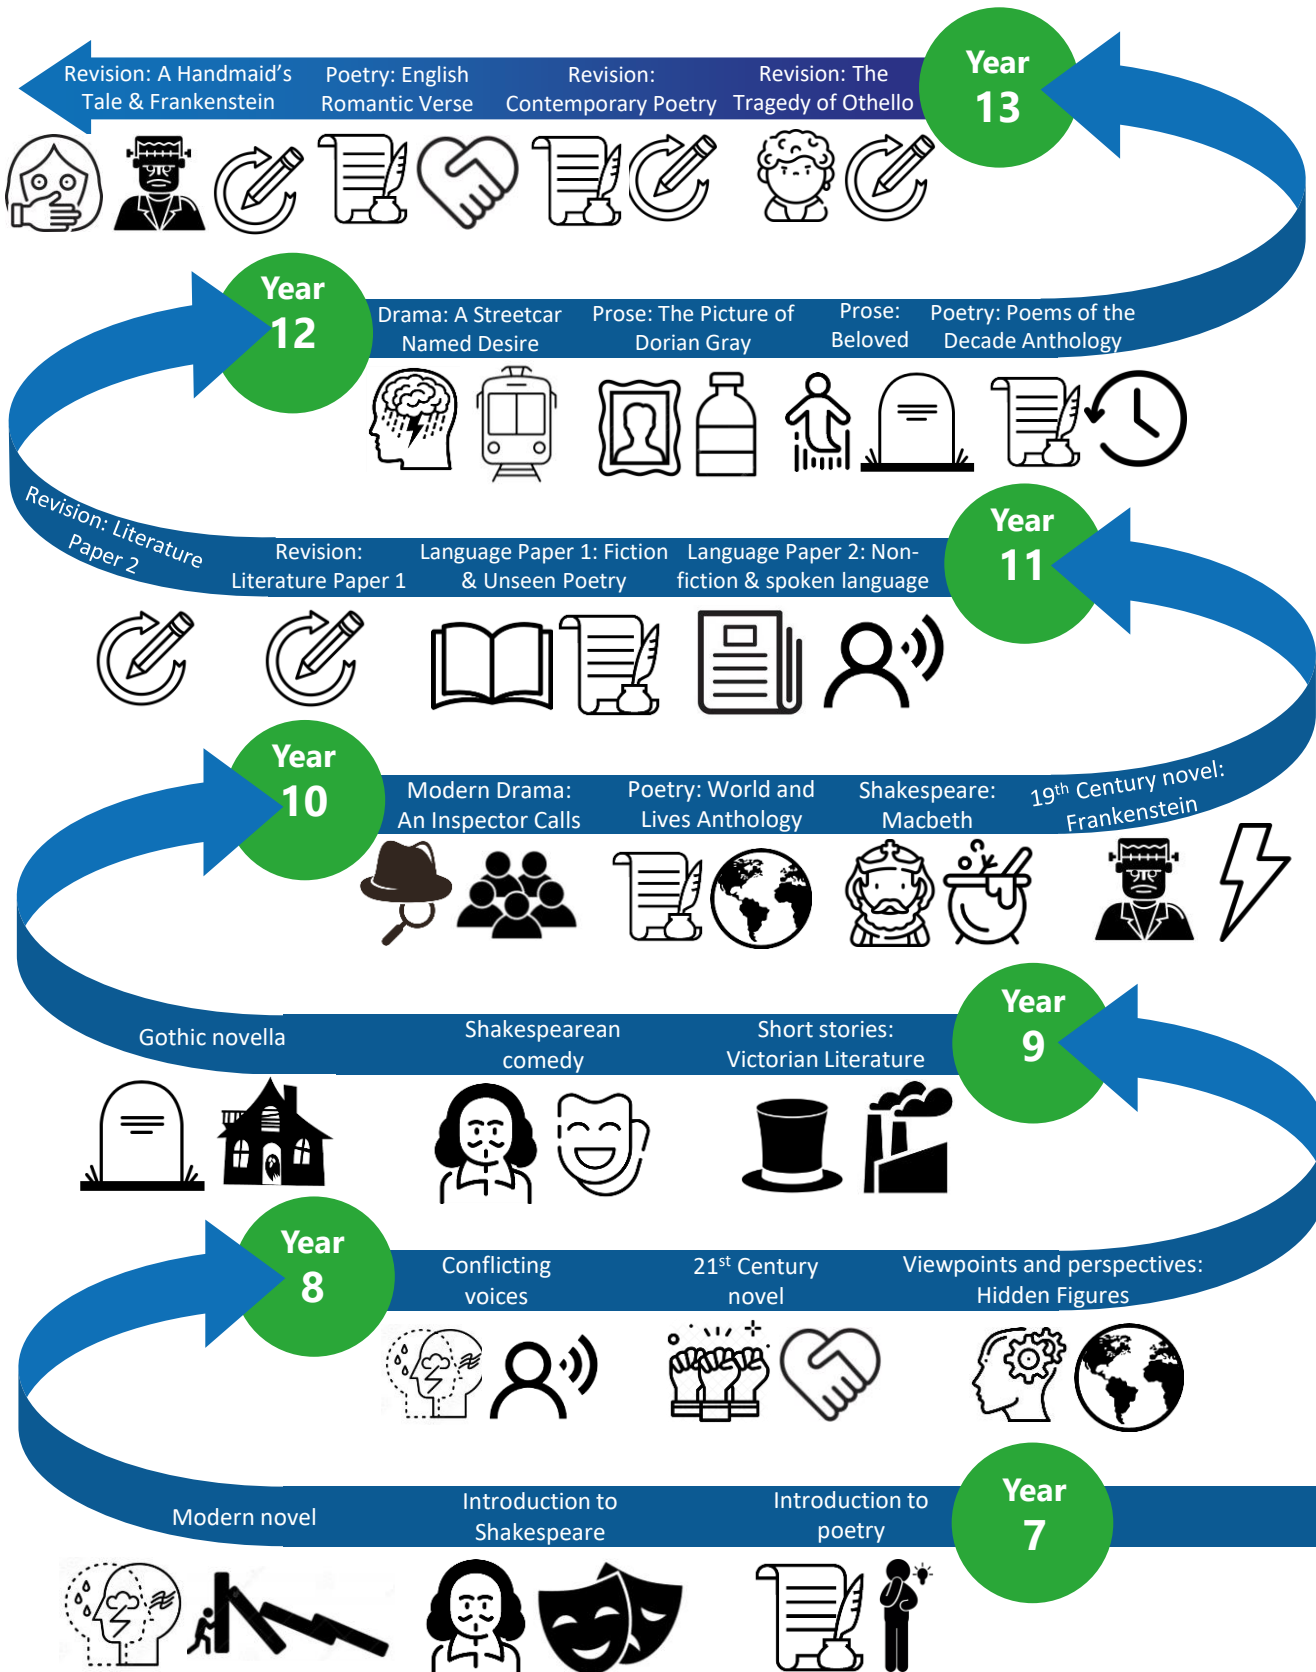 Revision: A Handmaid's
Tale & Frankenstein
Poetry: English
Romantic Verse
Revision:
Contemporary Poetry
Revision: The
Tragedy of Othello
Year
13
Year
12
Drama: A Streetcar
Named Desire
Prose: The Picture of
Dorian Gray
Prose:
Beloved
Poetry: Poems of the
Decade Anthology
Revision: Literature
Paper 2
Revision:
Literature Paper 1
Language Paper 1: Fiction
& Unseen Poetry
Language Paper 2: Non-
fiction & spoken language
Year
11
Year
10
Modern Drama:
An Inspector Calls
Poetry: World and
Lives Anthology
Shakespeare:
Macbeth
19th Century novel:
Frankenstein
Gothic novella
Shakespearean
comedy
Short stories:
Victorian Literature
Year
9
Year
8
Conflicting
voices
21st Century
novel
Viewpoints and perspectives:
Hidden Figures
Modern novel
Introduction to
Shakespeare
Introduction to
poetry
Year
7